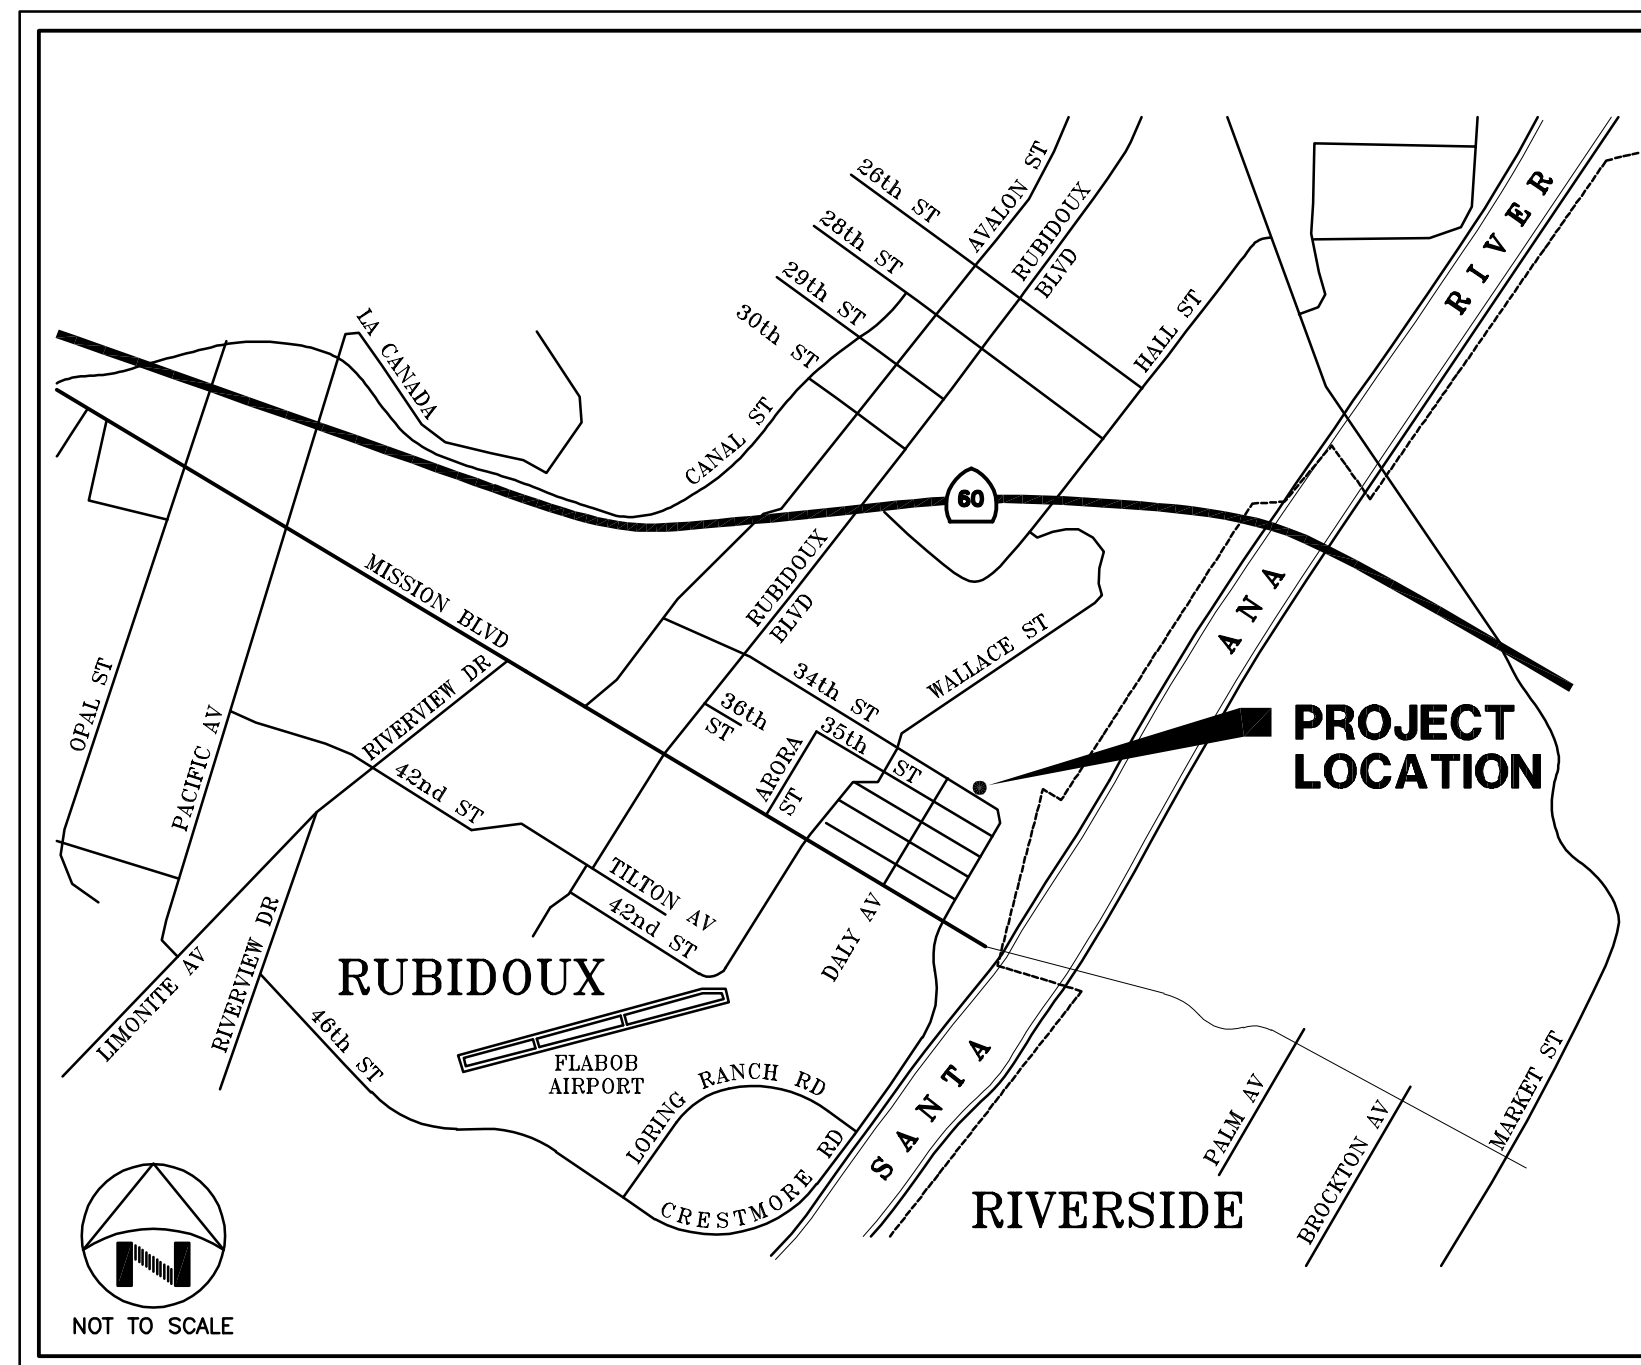 AVALON ST
26th ST
RUBIDOUX
BLVD
28th ST
29th ST
30th ST
HALL ST
RIVER
LA CANADA
CANAL ST
60
RUBIDOUX
BLVD
MISSION BLVD
ANA
WALLACE ST
34th ST
OPAL ST
PACIFIC AV
RIVERVIEW DR
36th
ST
35th
ST
ARORA
ST
PROJECT
LOCATION
42nd ST
TILTON AV
42nd ST
DALY AV
RUBIDOUX
LIMONITE AV
RIVERVIEW DR
46th ST
FLABOB
AIRPORT
LORING RANCH RD
CRESTMORE RD
SANTA
PALM AV
BROCKTON AV
MARKET ST
RIVERSIDE
N
NOT TO SCALE